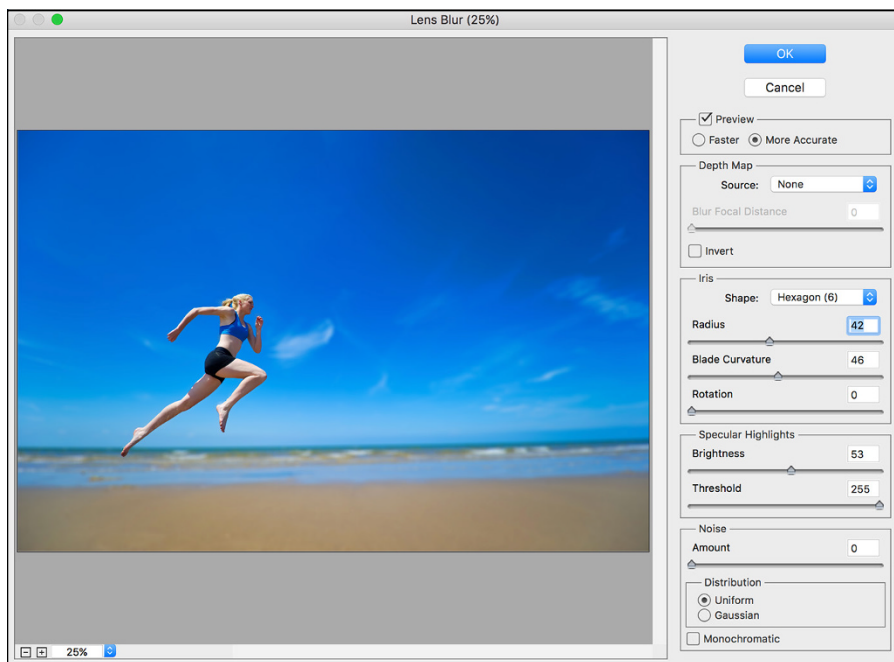 Lens Blur (25%)
OK
Cancel
Preview
Faster More Accurate
Depth Map
Source: None
Blur Focal Distance 0
Invert
Iris
Shape: Hexagon (6)
Radius 42
Blade Curvature 46
Rotation 0
Specular Highlights
Brightness 53
Threshold 255
Noise
Amount 0
Distribution
Uniform
Gaussian
Monochromatic
25%